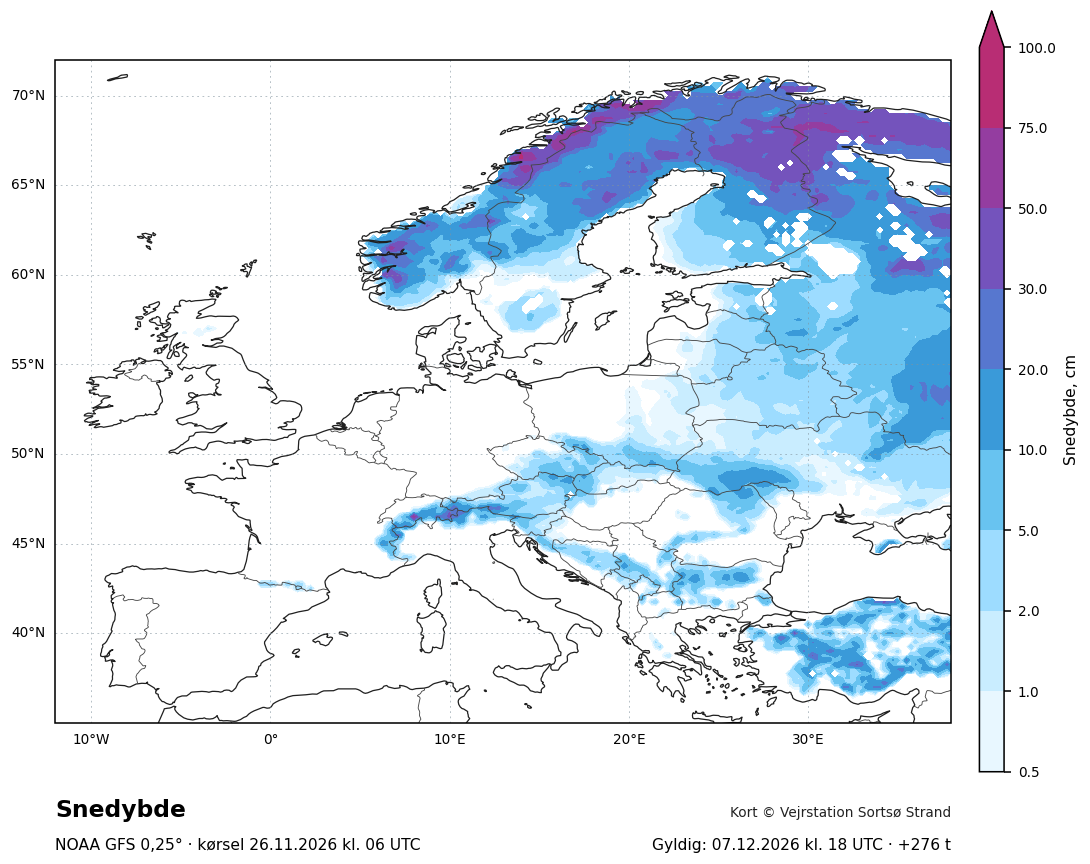 100.0
70°N
75.0
65°N
50.0
60°N
30.0
55°N
20.0
Snedybde, cm
50°N
10.0
5.0
45°N
2.0
40°N
1.0
10°W 0° 10°E 20°E 30°E
0.5
Snedybde
Kort © Vejrstation Sortsø Strand
NOAA GFS 0,25° · kørsel 26.11.2026 kl. 06 UTC
Gyldig: 07.12.2026 kl. 18 UTC · +276 t